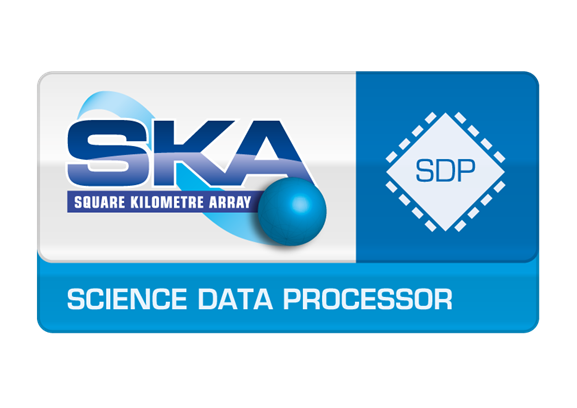 SKA
SQUARE KILOMETRE ARRAY
SDP
SCIENCE DATA PROCESSOR